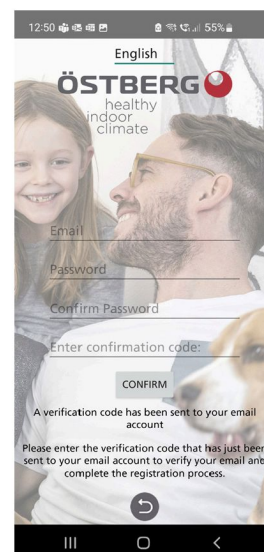 12:50
55%
English
ÖSTBERG
healthy
indoor
climate
Email
Password
Confirm Password
Enter confirmation code:
CONFIRM
A verification code has been sent to your email
account
Please enter the verification code that has just been
sent to your email account to verify your email and
complete the registration process.